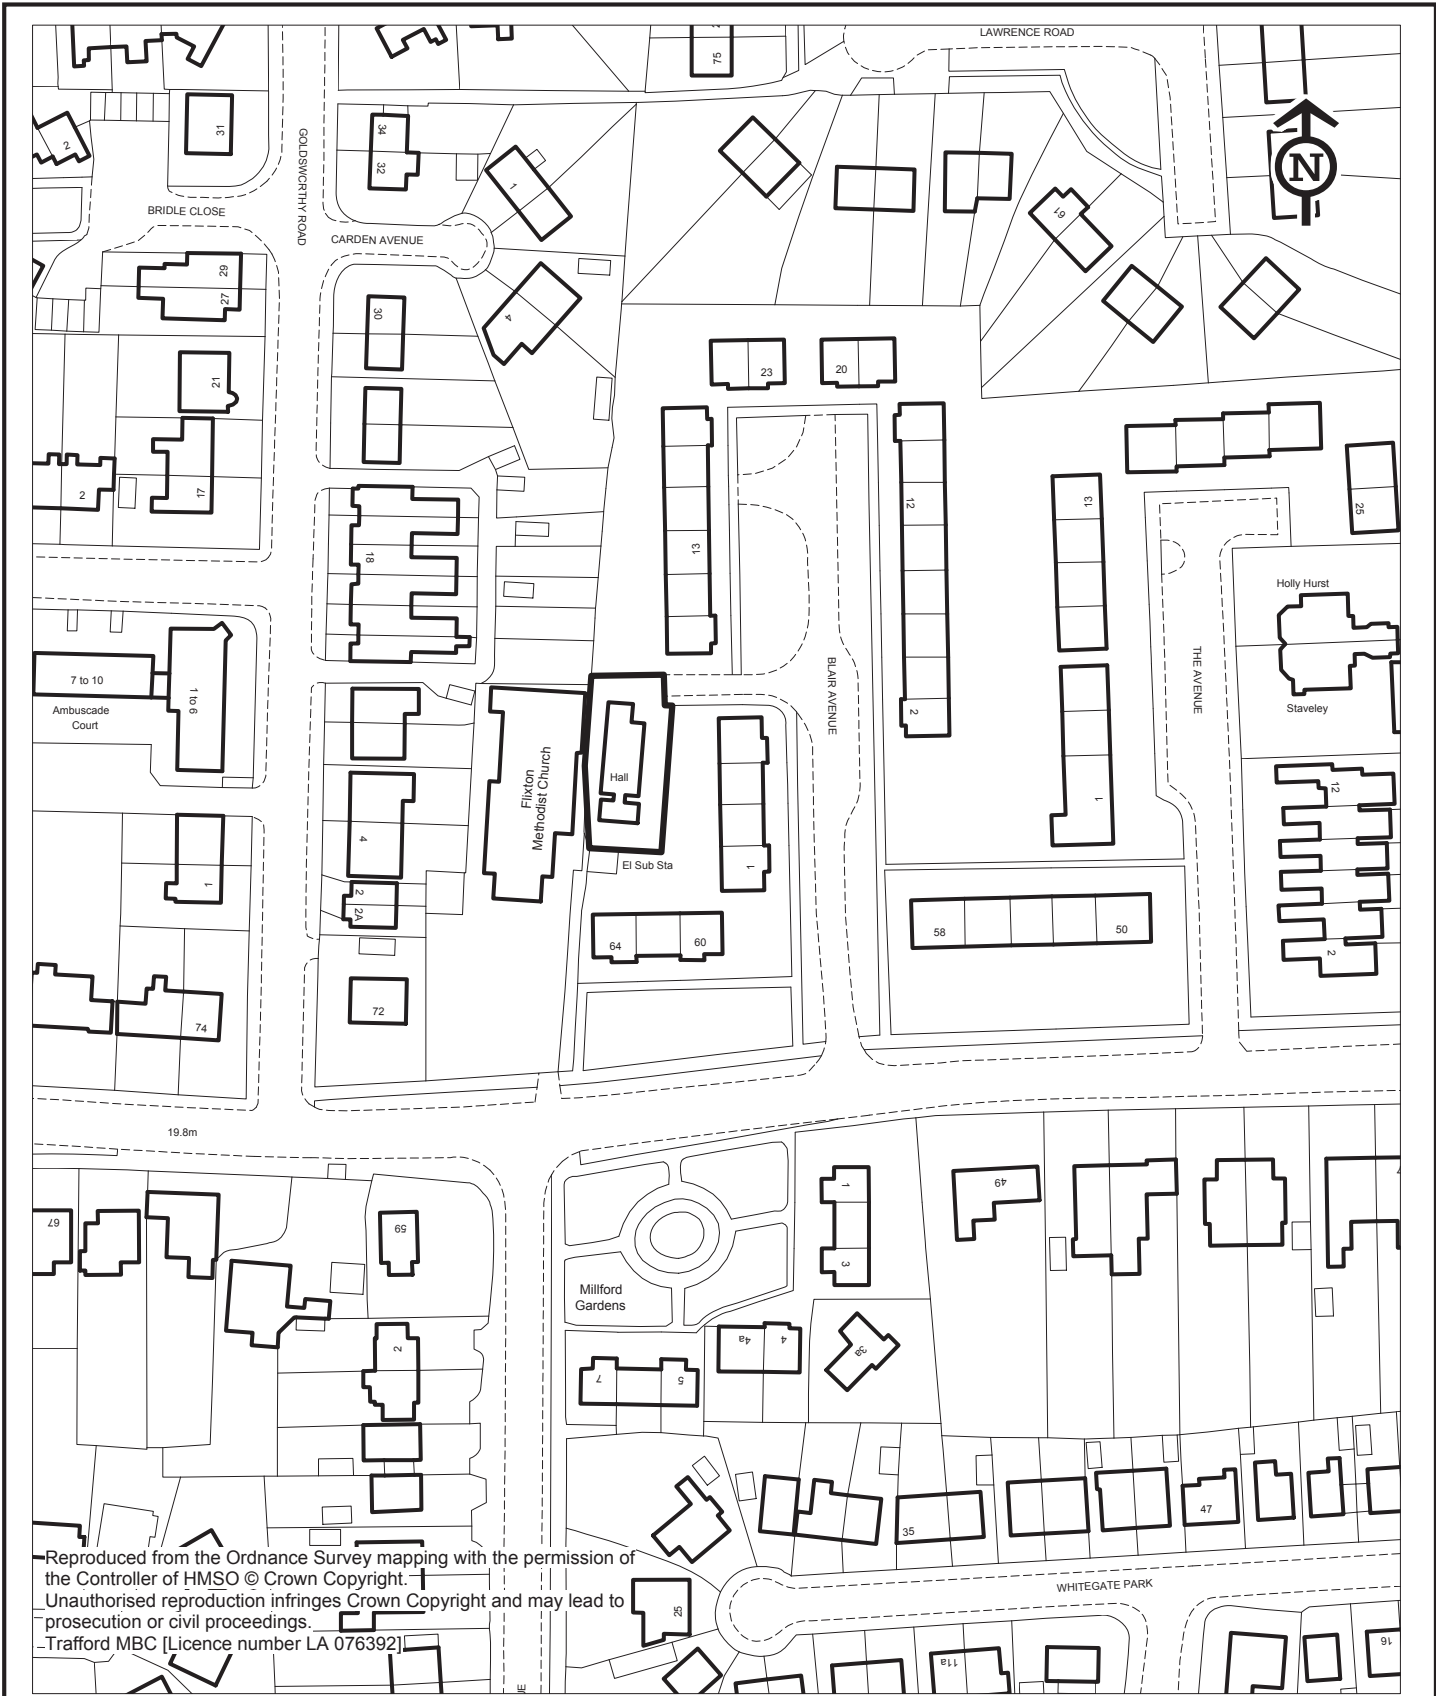 LAWRENCE ROAD
75
31
34
32
2
1
N
GOLDSWORTHY ROAD
61
BRIDLE CLOSE
CARDEN AVENUE
29
27
30
4
21
23
20
2
17
18
13
12
13
25
Holly Hurst
7 to 10
1 to 6
Ambuscade
Court
BLAIR AVENUE
THE AVENUE
2
Staveley
Flixton
Methodist Church
Hall
El Sub Sta
12
4
1
1
1
2
2A
64
60
58
50
2
72
74
19.8m
67
59
1
49
3
Millford
Gardens
2
4a
4
3a
7
5
35
47
Reproduced from the Ordnance Survey mapping with the permission of
the Controller of HMSO © Crown Copyright.
Unauthorised reproduction infringes Crown Copyright and may lead to
prosecution or civil proceedings.
Trafford MBC [Licence number LA 076392]
25
WHITEGATE PARK
11a
16